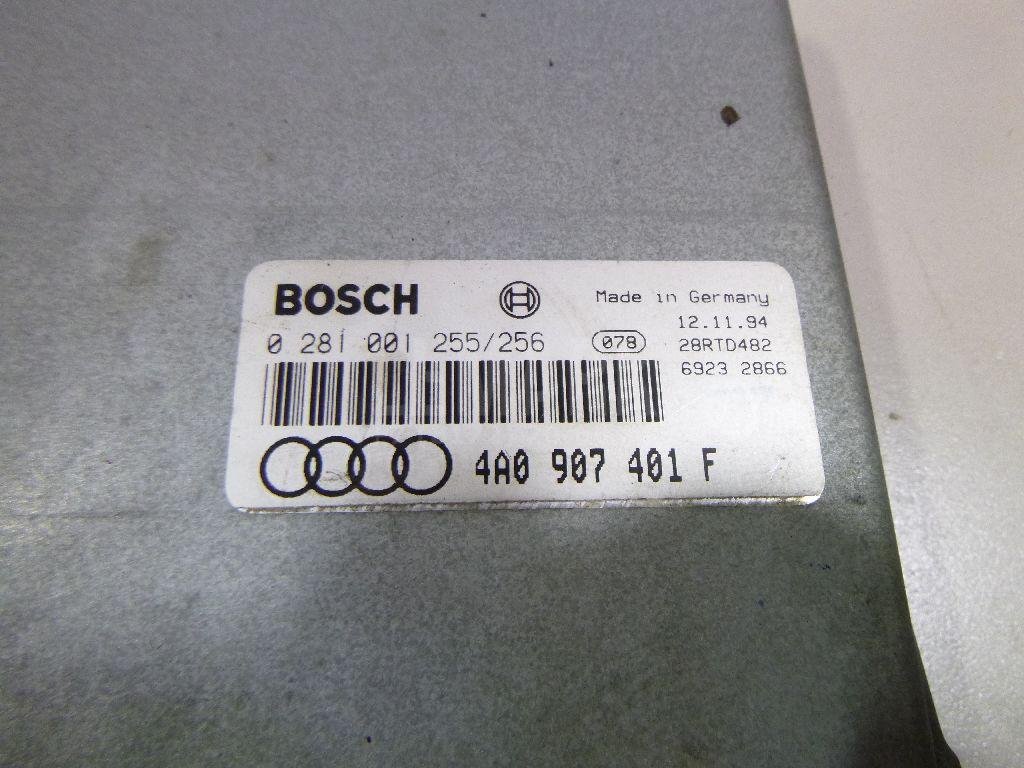 BOSCH
Made in Germany
12.11.94
0 281 001 255/256
078
28RTD482
6923 2866
4A0 907 401 F